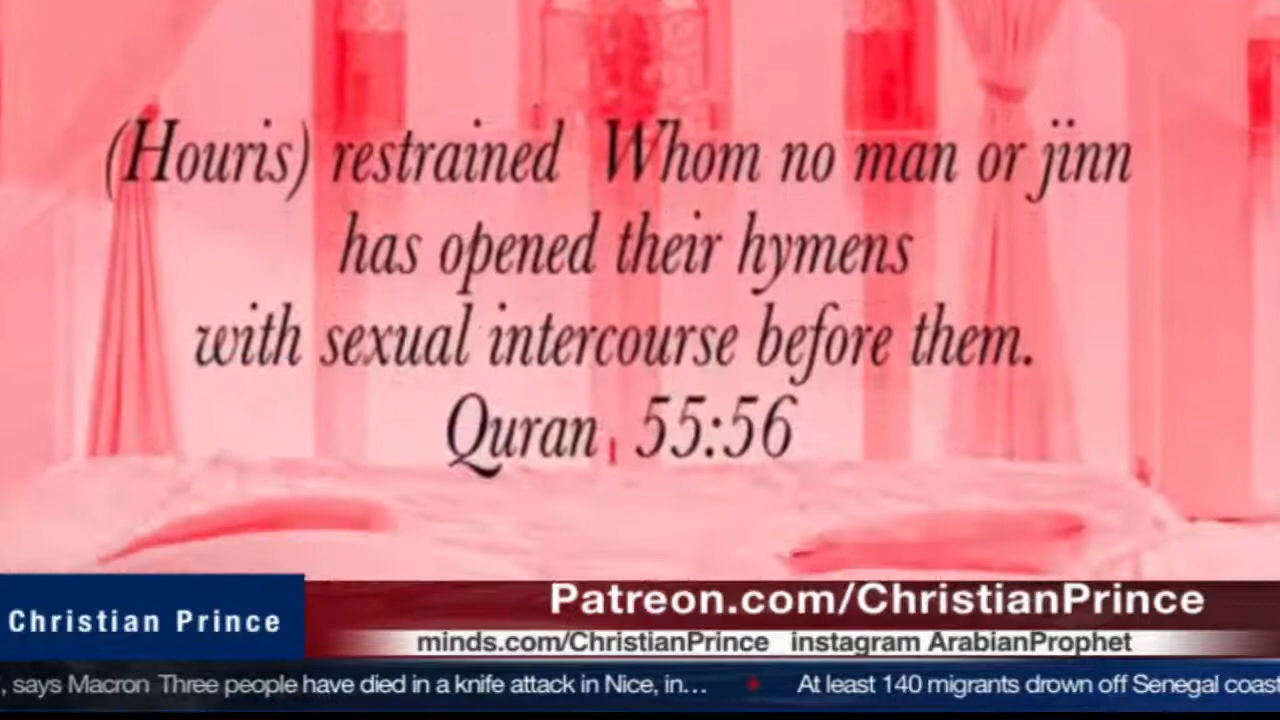 (Houris) restrained Whom no man or jinn
has opened their hymens
with sexual intercourse before them.
Quran 55:56
Patreon.com/ChristianPrince
Christian Prince
minds.com/ChristianPrince instagram ArabianProphet
, says Macron Three people have died in a knife attack in Nice, in... At least 140 migrants drown off Senegal coast